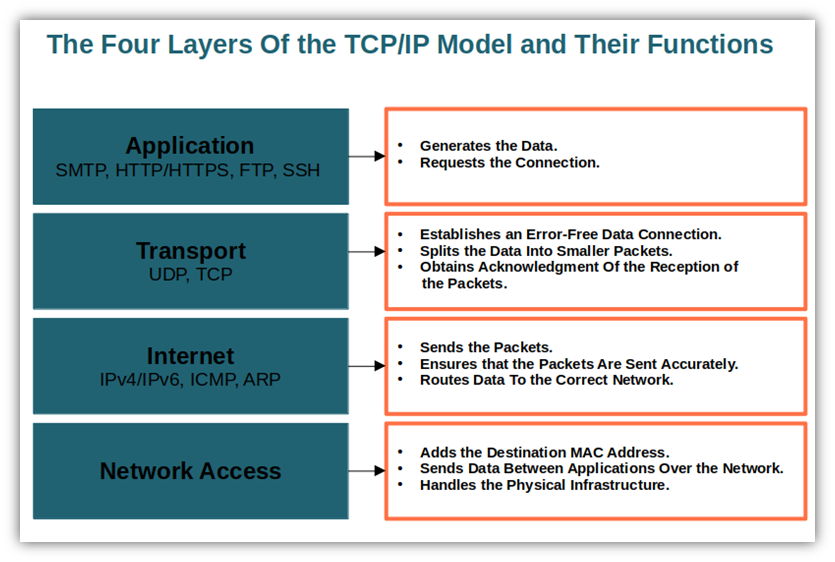 The Four Layers Of the TCP/IP Model and Their Functions
Application
SMTP, HTTP/HTTPS, FTP, SSH
• Generates the Data.
• Requests the Connection.
Transport
UDP, TCP
• Establishes an Error-Free Data Connection.
• Splits the Data Into Smaller Packets.
• Obtains Acknowledgment Of the Reception of
the Packets.
Internet
IPv4/IPv6, ICMP, ARP
• Sends the Packets.
• Ensures that the Packets Are Sent Accurately.
• Routes Data To the Correct Network.
Network Access
• Adds the Destination MAC Address.
• Sends Data Between Applications Over the Network.
• Handles the Physical Infrastructure.